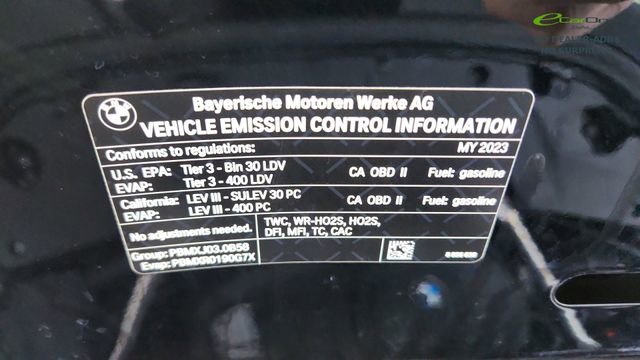 eCarOne
BMW
Bayerische Motoren Werke AG
VEHICLE EMISSION CONTROL INFORMATION
Conforms to regulations: MY 2023
U.S. EPA: Tier 3 - Bin 30 LDV CA OBD II Fuel: gasoline
EVAP: Tier 3 - 400 LDV
California: LEV III - SULEV 30 PC CA OBD II Fuel: gasoline
EVAP: LEV III - 400 PC
No adjustments needed. TWC, WR-HO2S, HO2S,
DFI, MFI, TC, CAC
Group: PBMXJ03.0B58
Evap: PBMXR0190G7X